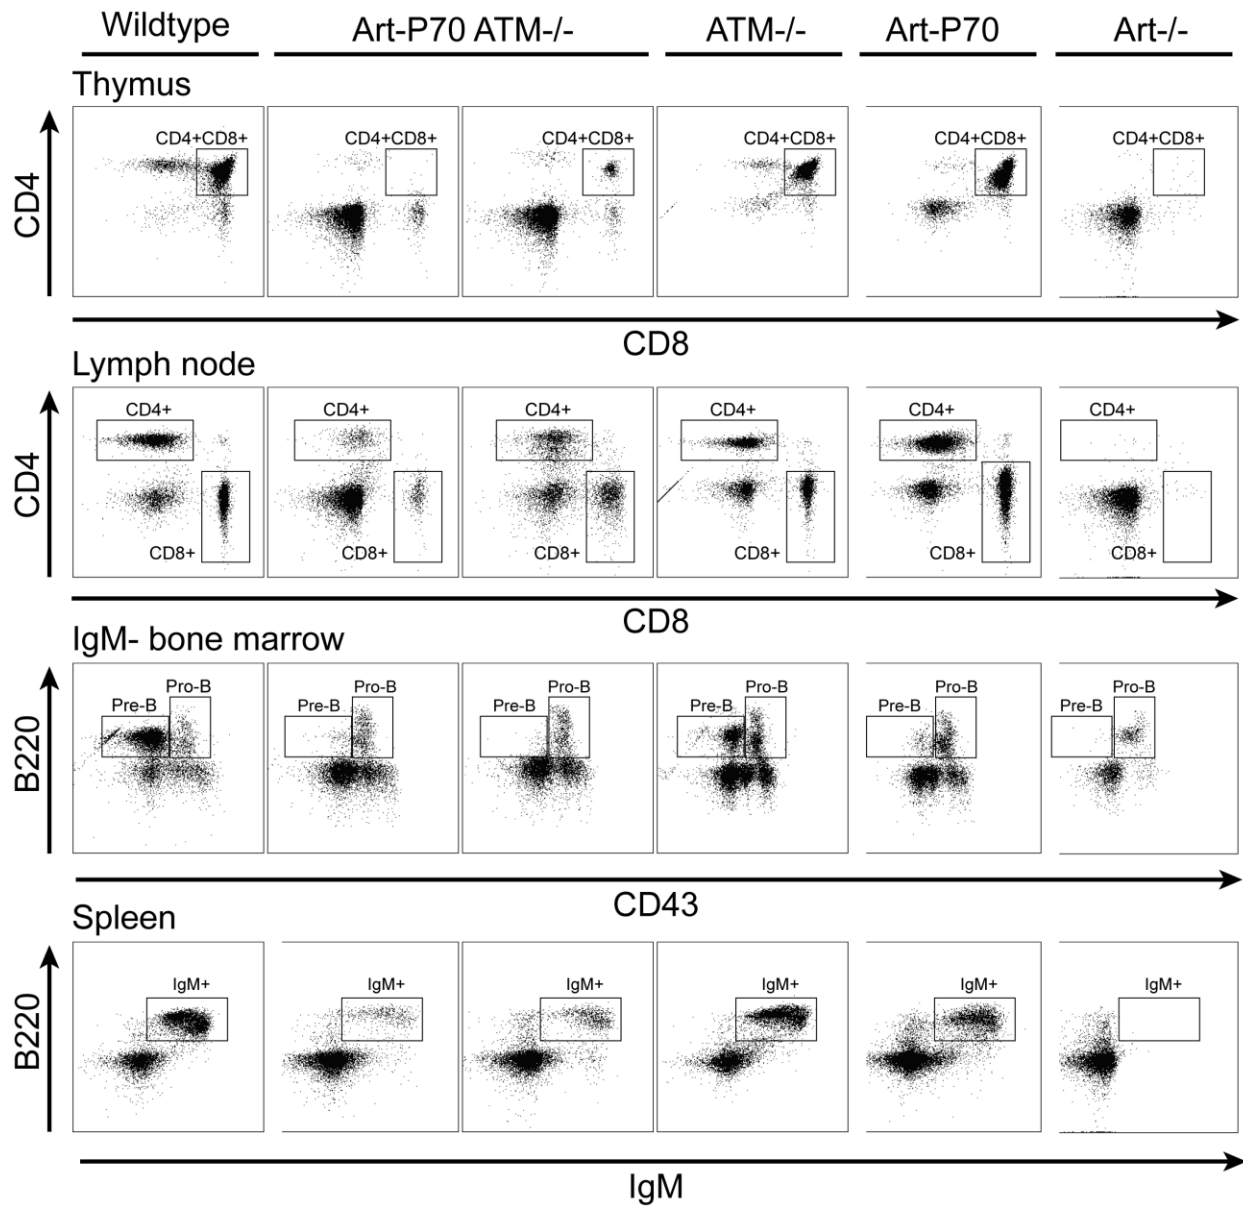 Wildtype Art-P70 ATM-/- ATM-/- Art-P70 Art-/-
Thymus
CD4+CD8+ CD4+CD8+ CD4+CD8+ CD4+CD8+ CD4+CD8+ CD4+CD8+
CD4
CD8
Lymph node
CD4+ CD4+ CD4+ CD4+ CD4+ CD4+
CD4
CD8+ CD8+ CD8+ CD8+ CD8+ CD8+
CD8
IgM- bone marrow
Pro-B Pro-B Pro-B Pro-B Pro-B Pro-B
Pre-B Pre-B Pre-B Pre-B Pre-B Pre-B
B220
CD43
Spleen
IgM+ IgM+ IgM+ IgM+ IgM+ IgM+
B220
IgM